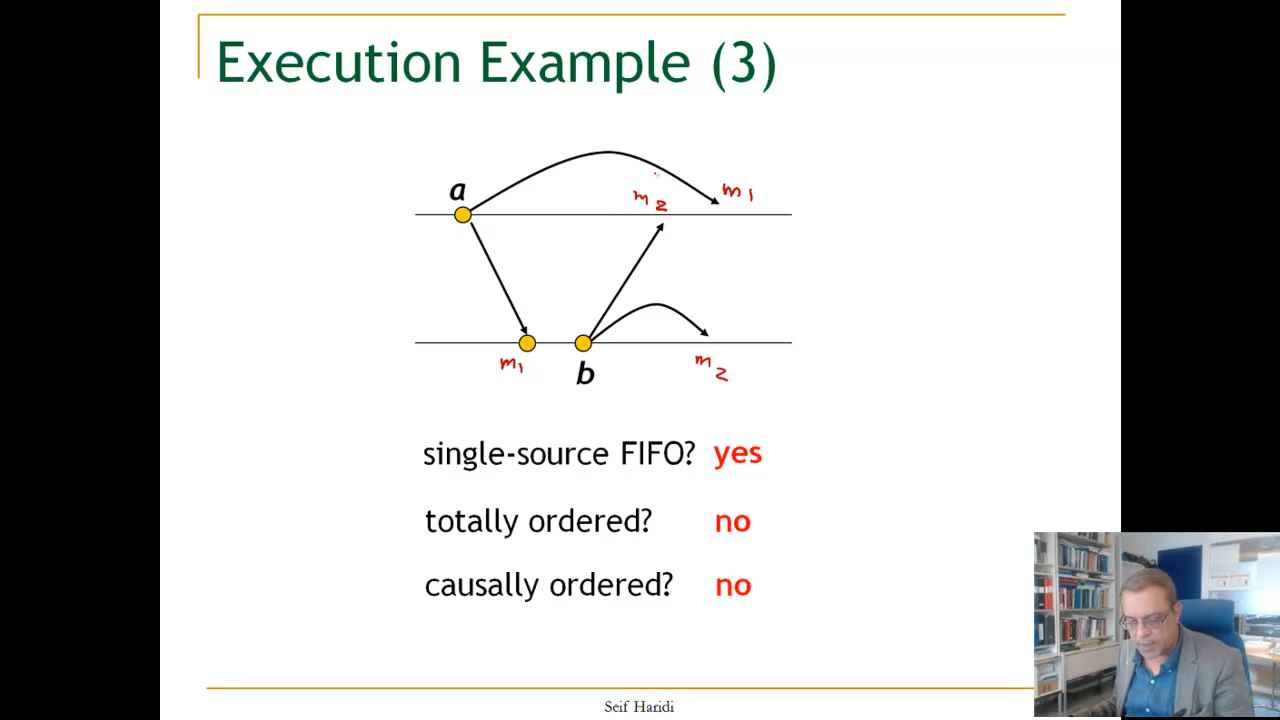 Execution Example (3)
a
m2
m1
m1
b
m2
single-source FIFO? yes
totally ordered? no
causally ordered? no
Seif Haridi